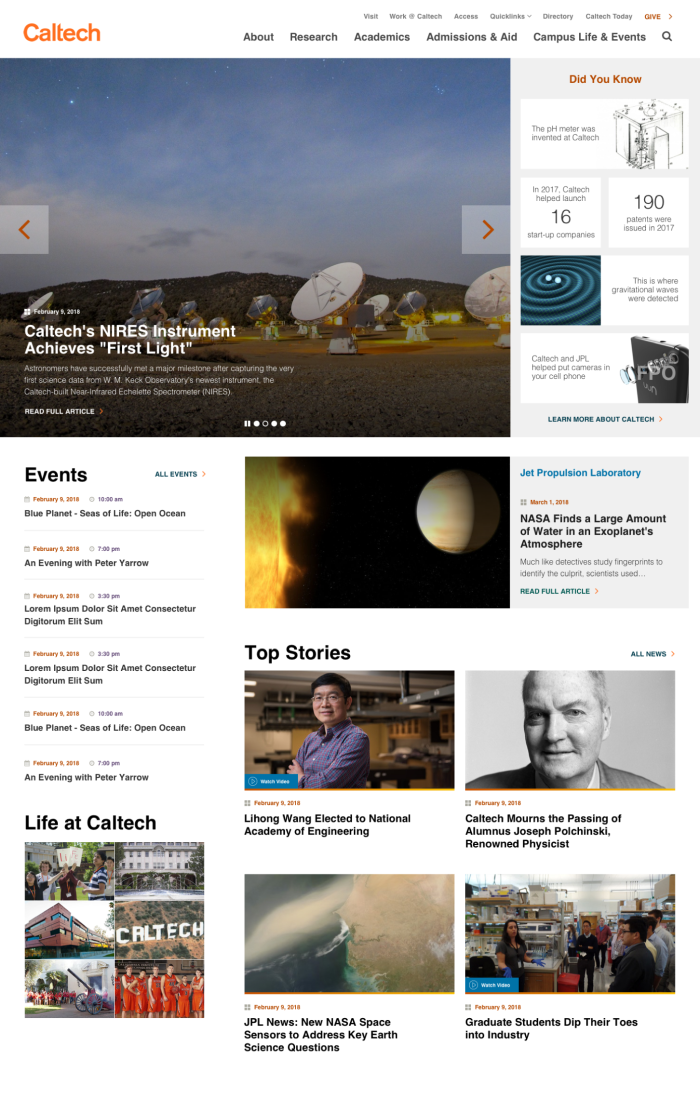 Visit Work @ Caltech Access Quicklinks Directory Caltech Today GIVE
Caltech
About Research Academics Admissions & Aid Campus Life & Events
February 9, 2018
Caltech's NIRES Instrument
Achieves "First Light"
Astronomers have successfully met a major milestone after capturing the very
first science data from W. M. Keck Observatory's newest instrument, the
Caltech-built Near-Infrared Echelette Spectrometer (NIRES).
READ FULL ARTICLE
Did You Know
The pH meter was
invented at Caltech
In 2017, Caltech
helped launch
16
start-up companies
190
patents were
issued in 2017
This is where
gravitational waves
were detected
Caltech and JPL
helped put cameras in
your cell phone
FPO
LEARN MORE ABOUT CALTECH
Events
ALL EVENTS
February 9, 2018 10:00 am
Blue Planet - Seas of Life: Open Ocean
February 9, 2018 7:00 pm
An Evening with Peter Yarrow
February 9, 2018 3:30 pm
Lorem Ipsum Dolor Sit Amet Consectetur
Digitorum Elit Sum
February 9, 2018 3:30 pm
Lorem Ipsum Dolor Sit Amet Consectetur
Digitorum Elit Sum
February 9, 2018 10:00 am
Blue Planet - Seas of Life: Open Ocean
February 9, 2018 7:00 pm
An Evening with Peter Yarrow
Life at Caltech
CALTECH
Jet Propulsion Laboratory
March 1, 2018
NASA Finds a Large Amount
of Water in an Exoplanet's
Atmosphere
Much like detectives study fingerprints to
identify the culprit, scientists used…
READ FULL ARTICLE
Top Stories
ALL NEWS
Watch Video
February 9, 2018
Lihong Wang Elected to National
Academy of Engineering
February 9, 2018
Caltech Mourns the Passing of
Alumnus Joseph Polchinski,
Renowned Physicist
February 9, 2018
JPL News: New NASA Space
Sensors to Address Key Earth
Science Questions
Watch Video
February 9, 2018
Graduate Students Dip Their Toes
into Industry